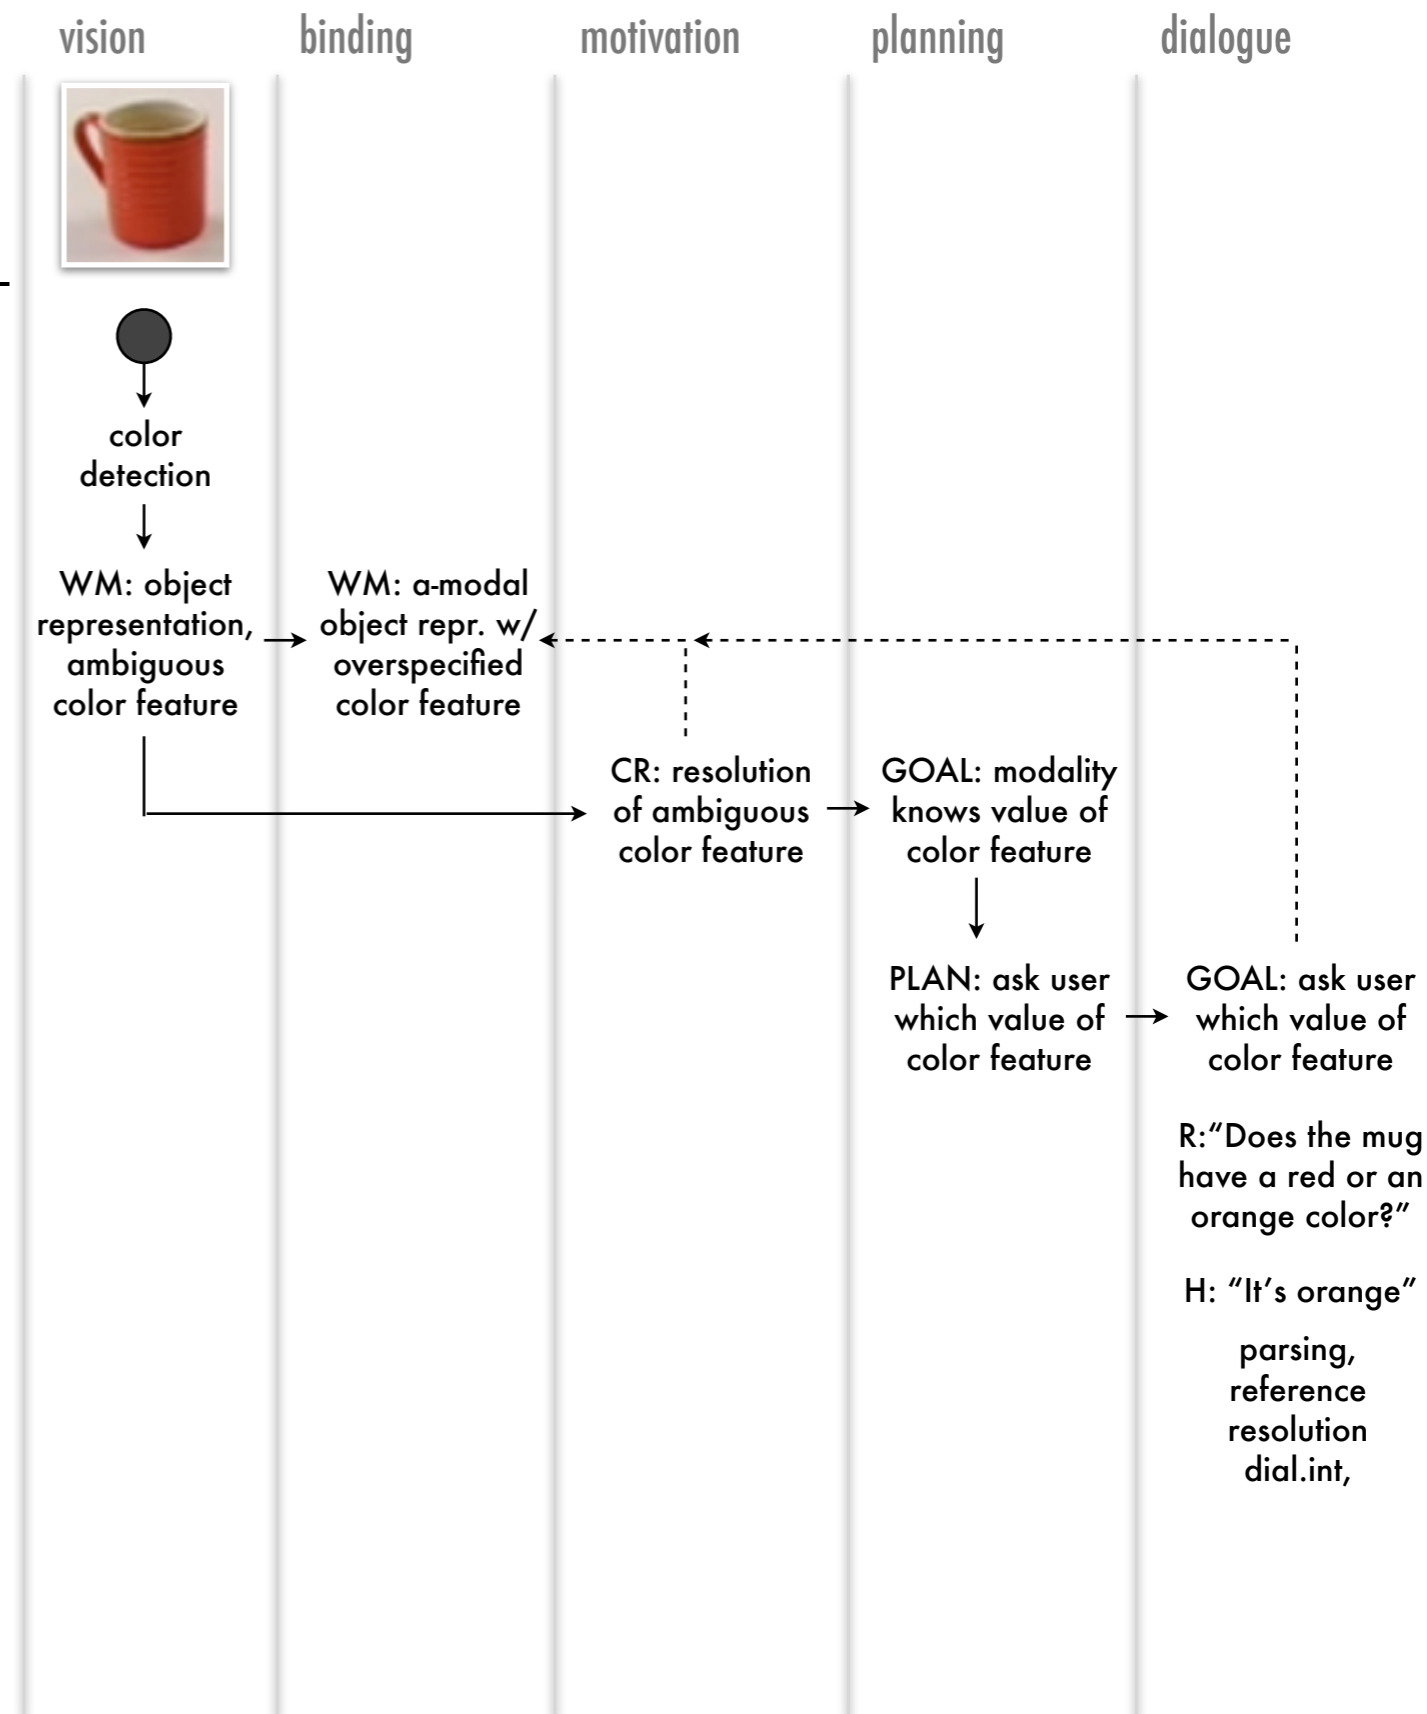 vision
binding
motivation
planning
dialogue
color
detection
WM: object
representation,
ambiguous
color feature
WM: a-modal
object repr. w/
overspecified
color feature
CR: resolution
of ambiguous
color feature
GOAL: modality
knows value of
color feature
PLAN: ask user
which value of
color feature
GOAL: ask user
which value of
color feature
R:“Does the mug
have a red or an
orange color?”
H: “It’s orange”
parsing,
reference
resolution
dial.int,